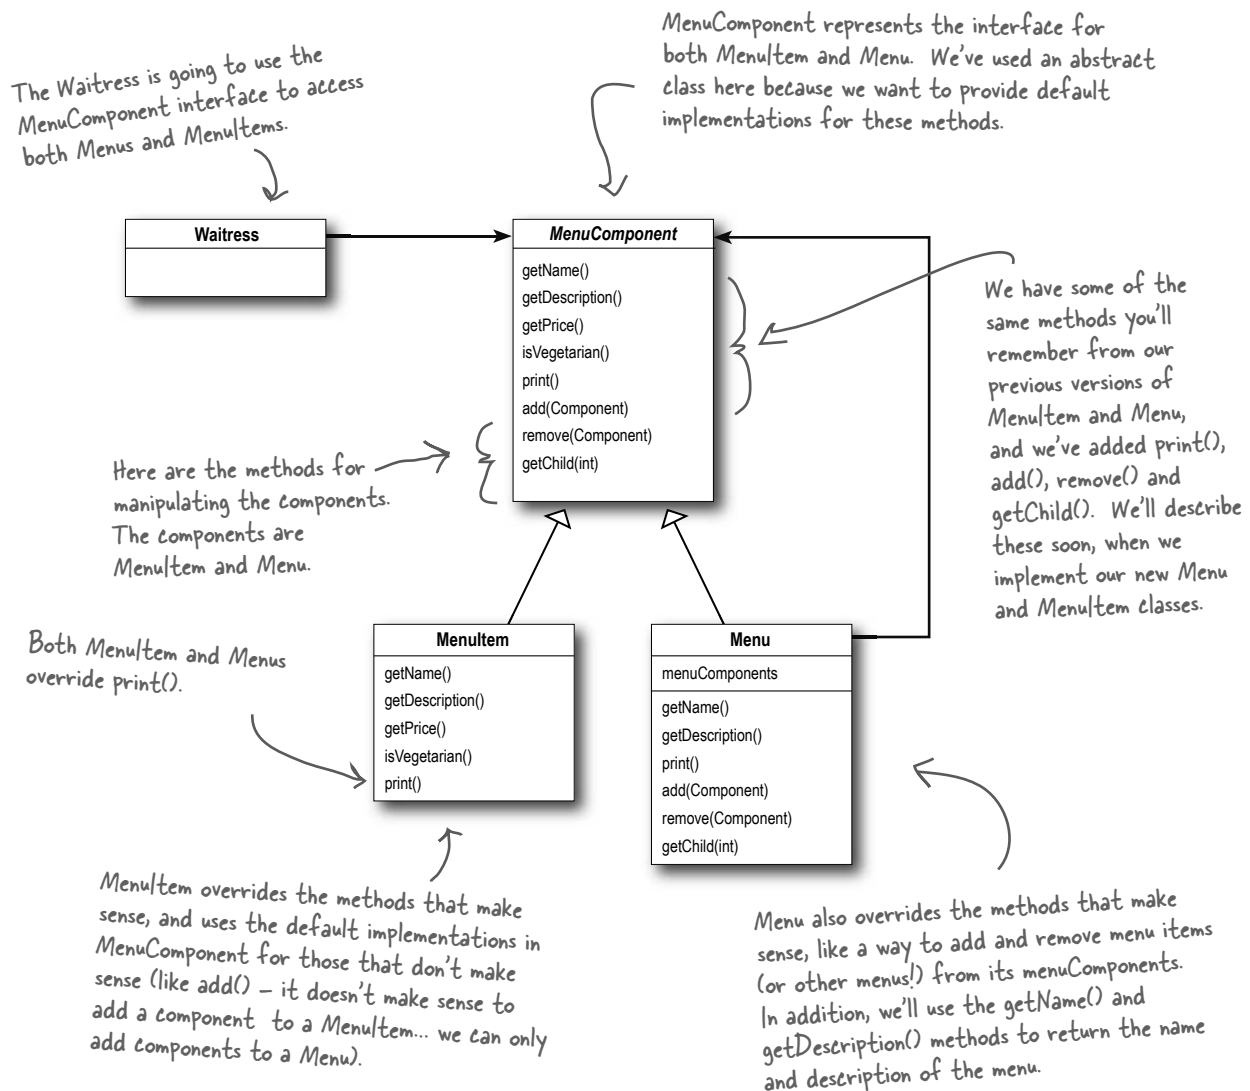 MenuComponent represents the interface for
both MenuItem and Menu. We've used an abstract
class here because we want to provide default
implementations for these methods.
The Waitress is going to use the
MenuComponent interface to access
both Menus and MenuItems.
Waitress
MenuComponent
getName()
getDescription()
getPrice()
isVegetarian()
print()
add(Component)
remove(Component)
getChild(int)
We have some of the
same methods you'll
remember from our
previous versions of
MenuItem and Menu,
and we've added print(),
add(), remove() and
getChild(). We'll describe
these soon, when we
implement our new Menu
and MenuItem classes.
Here are the methods for
manipulating the components.
The components are
MenuItem and Menu.
Both MenuItem and Menus
override print().
MenuItem
getName()
getDescription()
getPrice()
isVegetarian()
print()
Menu
menuComponents
getName()
getDescription()
print()
add(Component)
remove(Component)
getChild(int)
MenuItem overrides the methods that make
sense, and uses the default implementations in
MenuComponent for those that don't make
sense (like add() – it doesn't make sense to
add a component to a MenuItem... we can only
add components to a Menu).
Menu also overrides the methods that make
sense, like a way to add and remove menu items
(or other menus!) from its menuComponents.
In addition, we'll use the getName() and
getDescription() methods to return the name
and description of the menu.